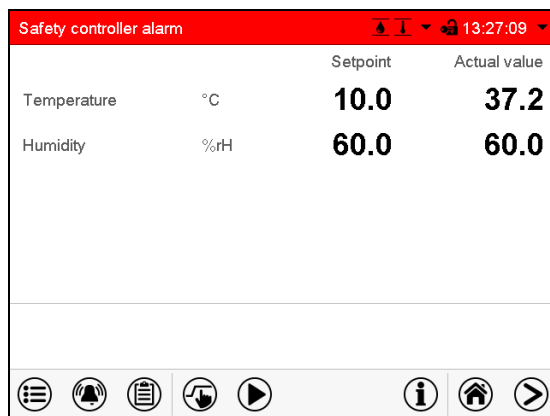 Safety controller alarm 13:27:09
Setpoint Actual value
Temperature °C 10.0 37.2
Humidity %rH 60.0 60.0